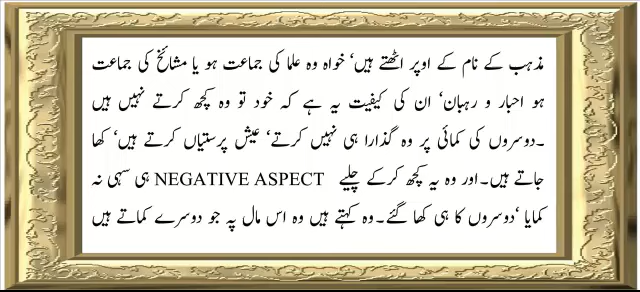 مذہب کے نام کے اوپر اٹھتے ہیں‘ خواہ وہ علما کی جماعت ہو یا مشائخ کی جماعت
ہو احبار و رہبان‘ ان کی کیفیت یہ ہے کہ خود تو وہ کچھ کرتے نہیں ہیں
۔دوسروں کی کمائی پر وہ گذارا ہی نہیں کرتے‘ عیش پرستیاں کرتے ہیں‘ کھا
جاتے ہیں۔اور وہ یہ کچھ کرکے چلیے NEGATIVE ASPECT ہی سہی نہ
کمایا ‘دوسروں کا ہی کھا گئے۔وہ کہتے ہیں وہ اس مال پہ جو دوسرے کماتے ہیں